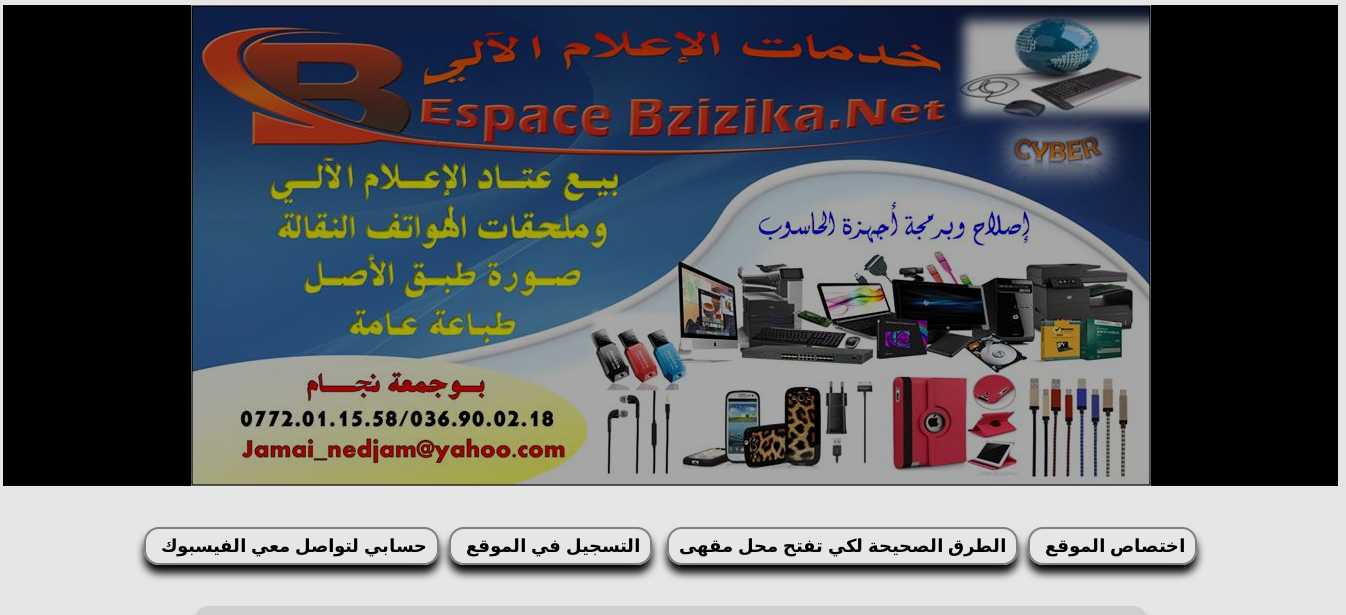 خدمات الإعلام الآلي
Espace Bzizika.Net
CYBER
بيع عتاد الإعلام الآلي
وملحقات الهواتف النقالة
صورة طبق الأصل
طباعة عامة
إصلاح وبرمجة أجهزة الحاسوب
بوجمعة نجام
0772.01.15.58/036.90.02.18
Jamai_nedjam@yahoo.com
اختصاص الموقع
الطرق الصحيحة لكي تفتح محل مقهى
التسجيل في الموقع
حسابي لتواصل معي الفيسبوك